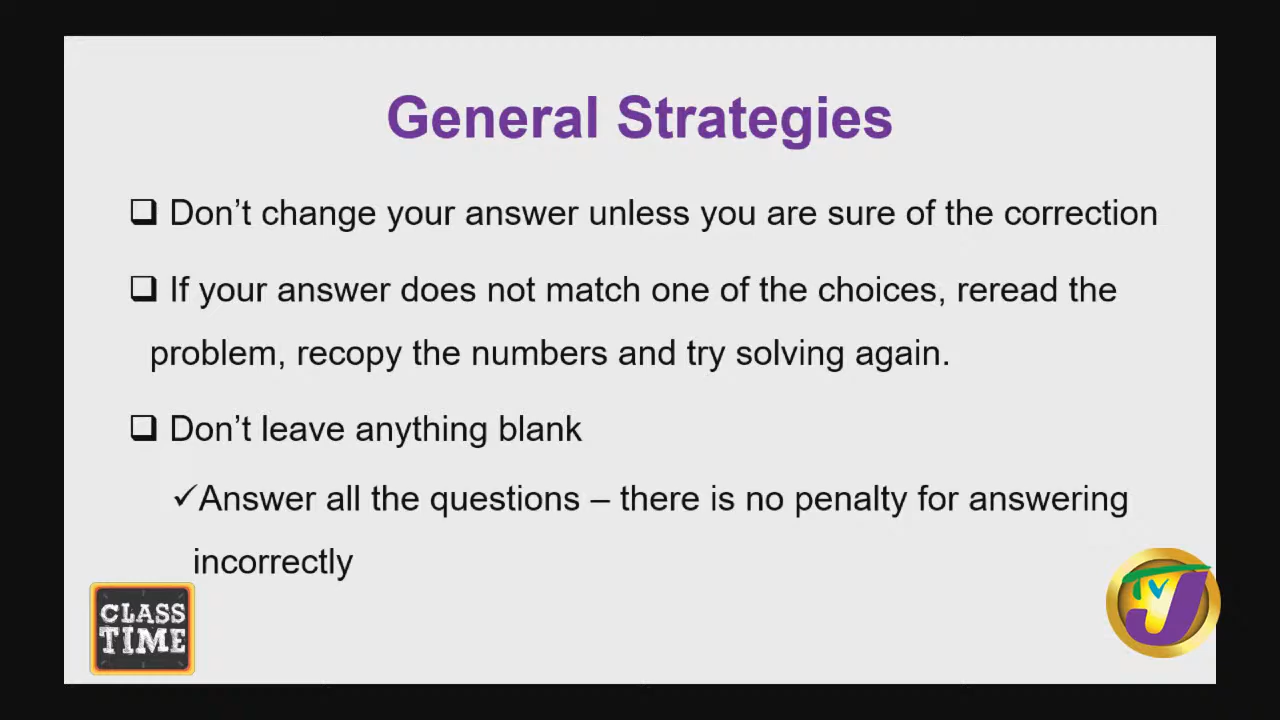 General Strategies
❑ Don’t change your answer unless you are sure of the correction
❑ If your answer does not match one of the choices, reread the
problem, recopy the numbers and try solving again.
❑ Don’t leave anything blank
✓Answer all the questions – there is no penalty for answering
incorrectly
CLASS
TIME
TVJ